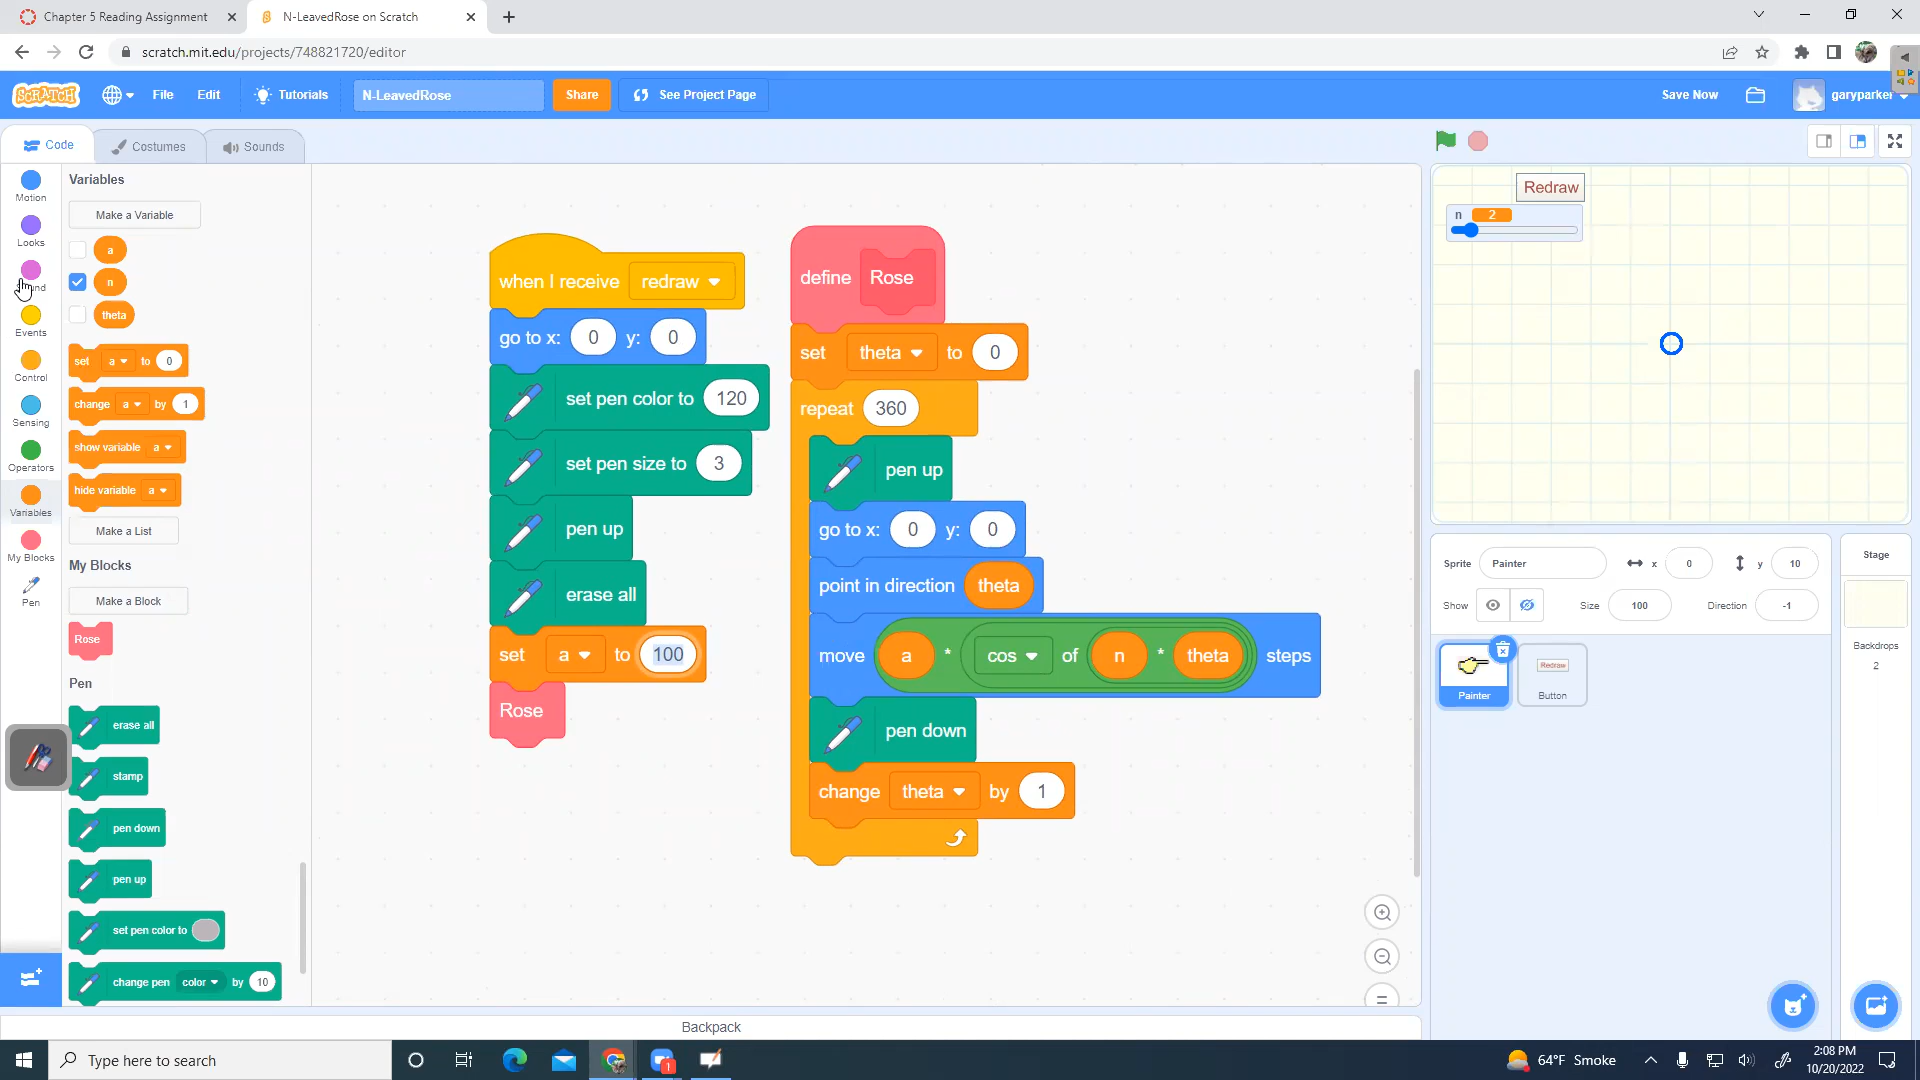 Chapter 5 Reading Assignment
N-LeavedRose on Scratch
scratch.mit.edu/projects/748821720/editor
SCRATCH
File
Edit
Tutorials
N-LeavedRose
Share
See Project Page
Save Now
garyparker
Code
Costumes
Sounds
Motion
Looks
Events
Control
Sensing
Operators
Variables
My Blocks
Pen
Variables
Make a Variable
a
n
theta
set a to 0
change a by 1
show variable a
hide variable a
Make a List
My Blocks
Make a Block
Rose
Pen
erase all
stamp
pen down
pen up
set pen color to
change pen color by 10
when I receive redraw
go to x: 0 y: 0
set pen color to 120
set pen size to 3
pen up
erase all
set a to 100
Rose
define Rose
set theta to 0
repeat 360
pen up
go to x: 0 y: 0
point in direction theta
move a * cos of n * theta steps
pen down
change theta by 1
Redraw
n 2
Sprite Painter x 0 y 10
Show Size 100 Direction -1
Painter
Redraw
Button
Stage
Backdrops
2
Backpack
Type here to search
1
64°F Smoke
2:08 PM
10/20/2022